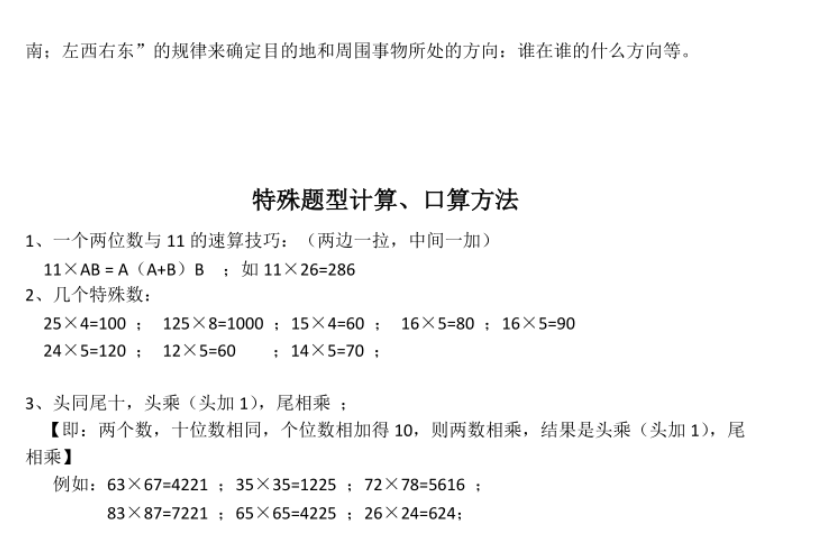 南；左西右东”的规律来确定目的地和周围事物所处的方向：谁在谁的什么方向等。
特殊题型计算、口算方法
1、一个两位数与 11 的速算技巧：（两边一拉，中间一加）
11×AB = A（A+B）B ；如 11×26=286
2、几个特殊数：
25×4=100 ； 125×8=1000 ；15×4=60 ； 16×5=80 ；16×5=90
24×5=120 ； 12×5=60 ；14×5=70 ；
3、头同尾十，头乘（头加 1），尾相乘 ；
【即：两个数，十位数相同，个位数相加得 10，则两数相乘，结果是头乘（头加 1），尾
相乘】
例如：63×67=4221 ；35×35=1225 ；72×78=5616 ；
83×87=7221 ；65×65=4225 ；26×24=624；